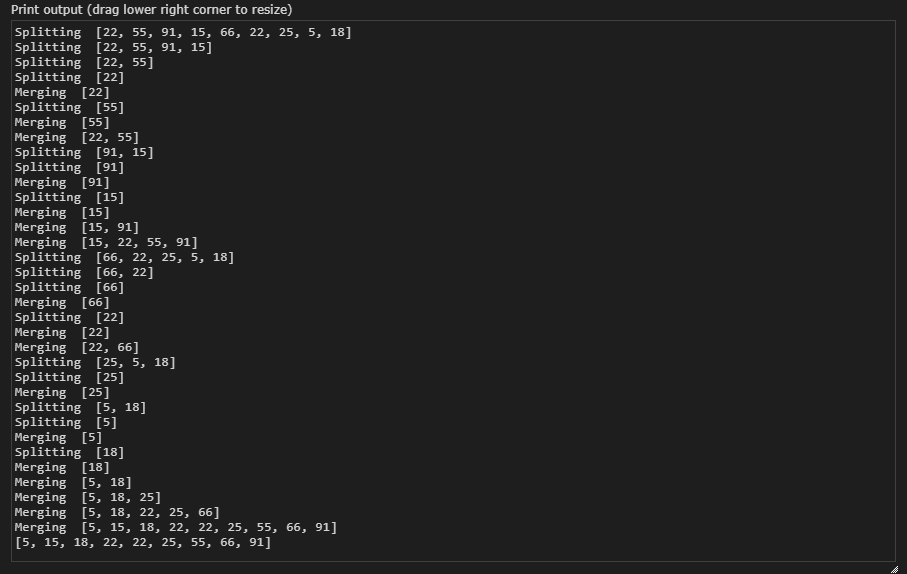 Print output (drag lower right corner to resize)
Splitting  [22, 55, 91, 15, 66, 22, 25, 5, 18]
Splitting  [22, 55, 91, 15]
Splitting  [22, 55]
Splitting  [22]
Merging  [22]
Splitting  [55]
Merging  [55]
Merging  [22, 55]
Splitting  [91, 15]
Splitting  [91]
Merging  [91]
Splitting  [15]
Merging  [15]
Merging  [15, 91]
Merging  [15, 22, 55, 91]
Splitting  [66, 22, 25, 5, 18]
Splitting  [66, 22]
Splitting  [66]
Merging  [66]
Splitting  [22]
Merging  [22]
Merging  [22, 66]
Splitting  [25, 5, 18]
Splitting  [25]
Merging  [25]
Splitting  [5, 18]
Splitting  [5]
Merging  [5]
Splitting  [18]
Merging  [18]
Merging  [5, 18]
Merging  [5, 18, 25]
Merging  [5, 18, 22, 25, 66]
Merging  [5, 15, 18, 22, 22, 25, 55, 66, 91]
[5, 15, 18, 22, 22, 25, 55, 66, 91]